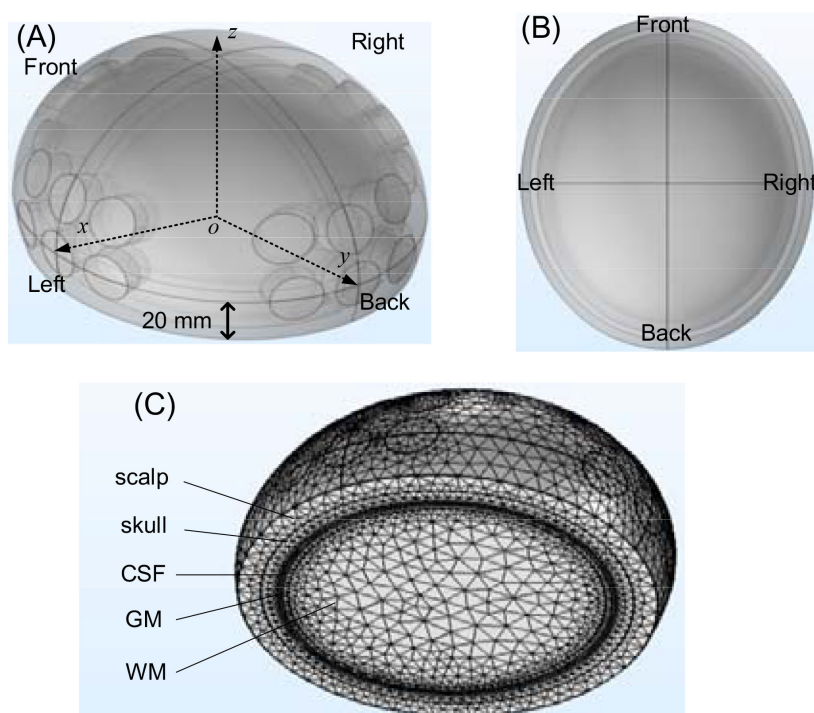 (A)
z
Right
Front
x
o
y
Left
Back
20 mm
(B)
Front
Left
Right
Back
(C)
scalp
skull
CSF
GM
WM